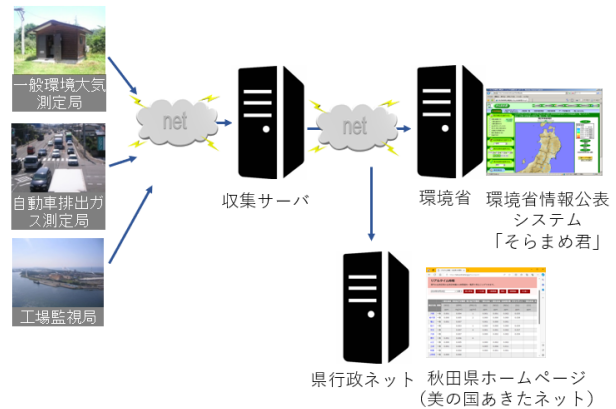 一般環境大気
測定局
自動車排出ガ
ス測定局
工場監視局
net
収集サーバ
net
環境省
環境省情報公表
システム
「そらまめ君」
県行政ネット
秋田県ホームページ
(美の国あきたネット)